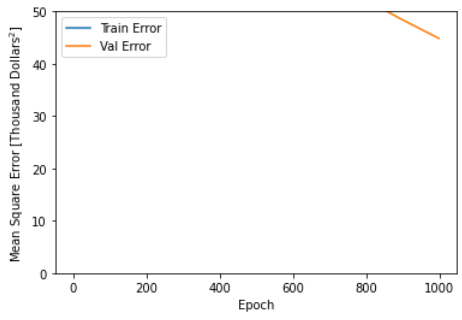 Train Error
Val Error
Mean Square Error [Thousand Dollars²]
50
40
30
20
10
0
0 200 400 600 800 1000
Epoch